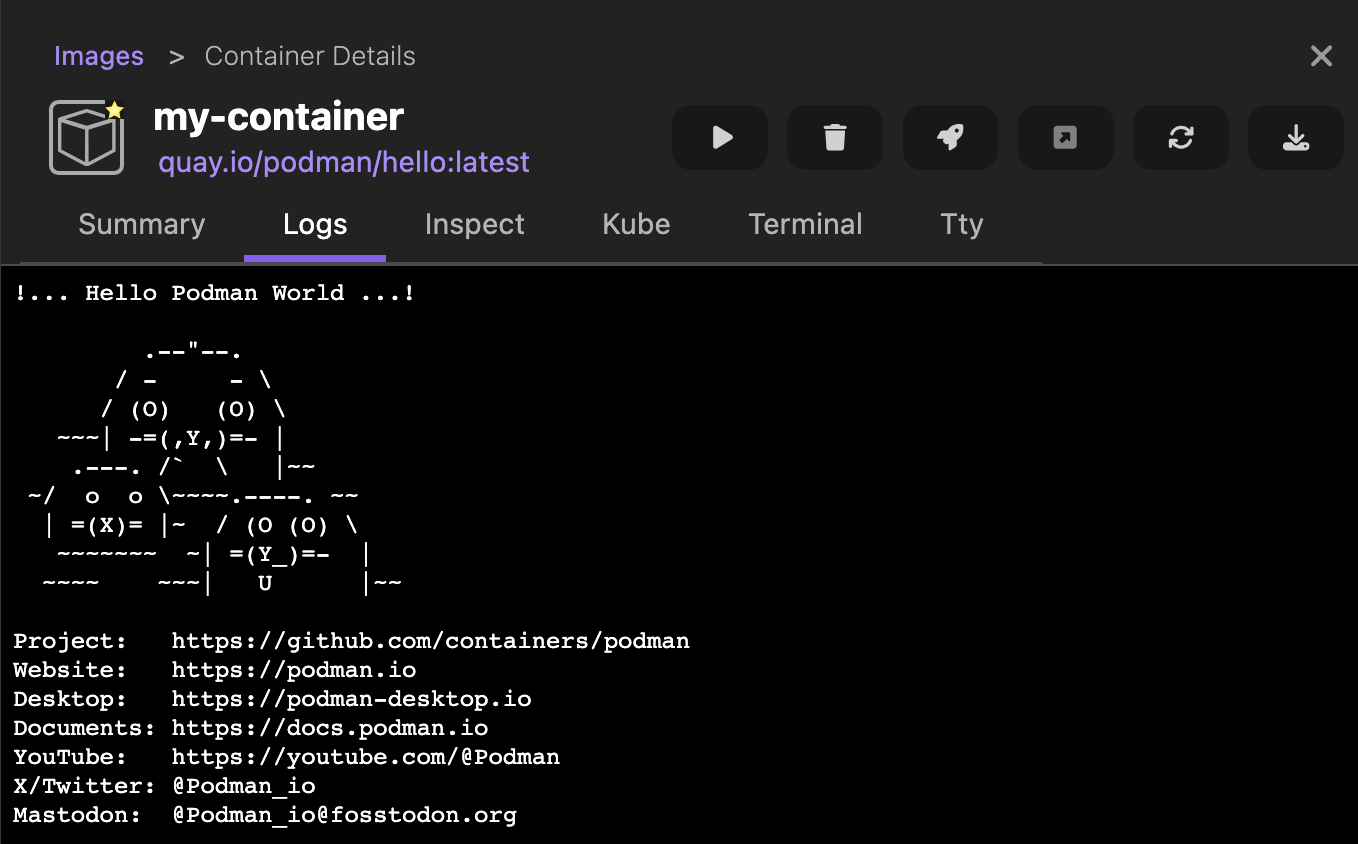 Images > Container Details
my-container
quay.io/podman/hello:latest
Summary Logs Inspect Kube Terminal Tty
!... Hello Podman World ...!

         .--"--.
       / -     - \
      / (O)   (O) \
   ~~~| -=(,Y,)=- |
    .---. /`  \   |~~
 ~/  o  o \~~~~.----. ~~
  | =(X)= |~  / (O (O) \
   ~~~~~~~  ~| =(Y_)=-  |
  ~~~~    ~~~|   U      |~~

Project:   https://github.com/containers/podman
Website:   https://podman.io
Desktop:   https://podman-desktop.io
Documents: https://docs.podman.io
YouTube:   https://youtube.com/@Podman
X/Twitter: @Podman_io
Mastodon:  @Podman_io@fosstodon.org